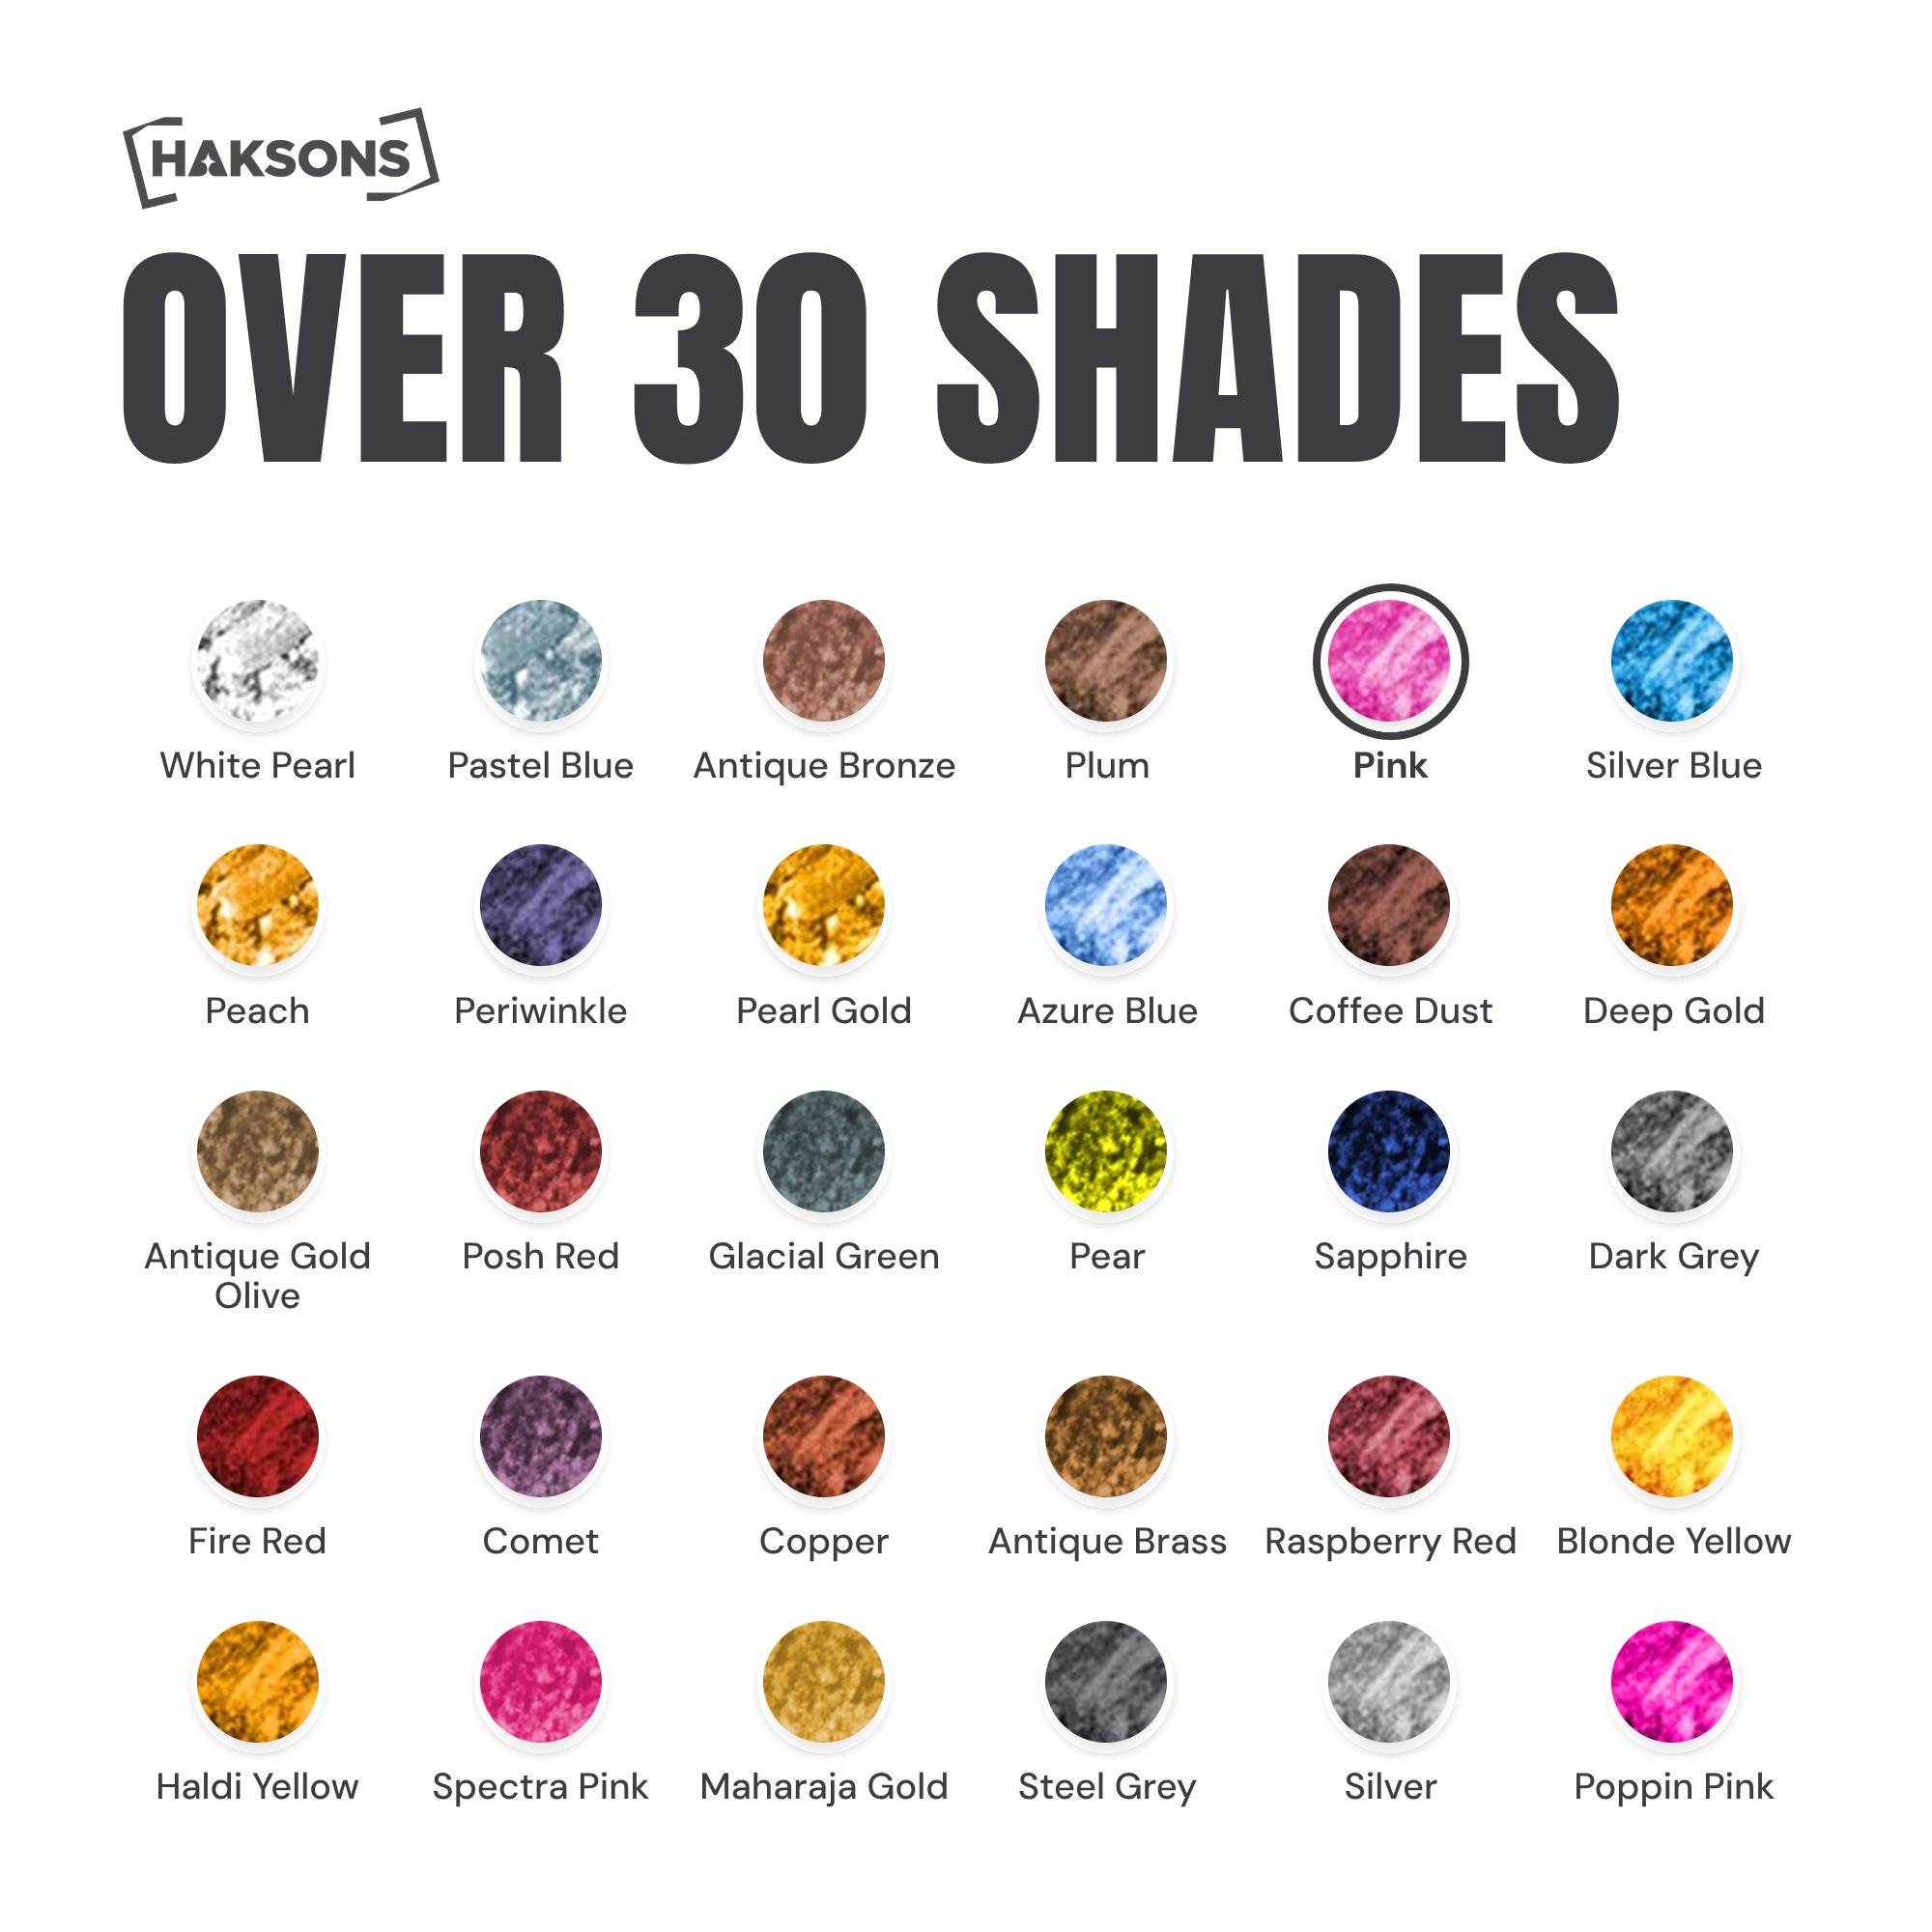 HAKSONS
OVER 30 SHADES
White Pearl
Pastel Blue
Antique Bronze
Plum
Pink
Silver Blue
Peach
Periwinkle
Pearl Gold
Azure Blue
Coffee Dust
Deep Gold
Antique Gold
Olive
Posh Red
Glacial Green
Pear
Sapphire
Dark Grey
Fire Red
Comet
Copper
Antique Brass
Raspberry Red
Blonde Yellow
Haldi Yellow
Spectra Pink
Maharaja Gold
Steel Grey
Silver
Poppin Pink